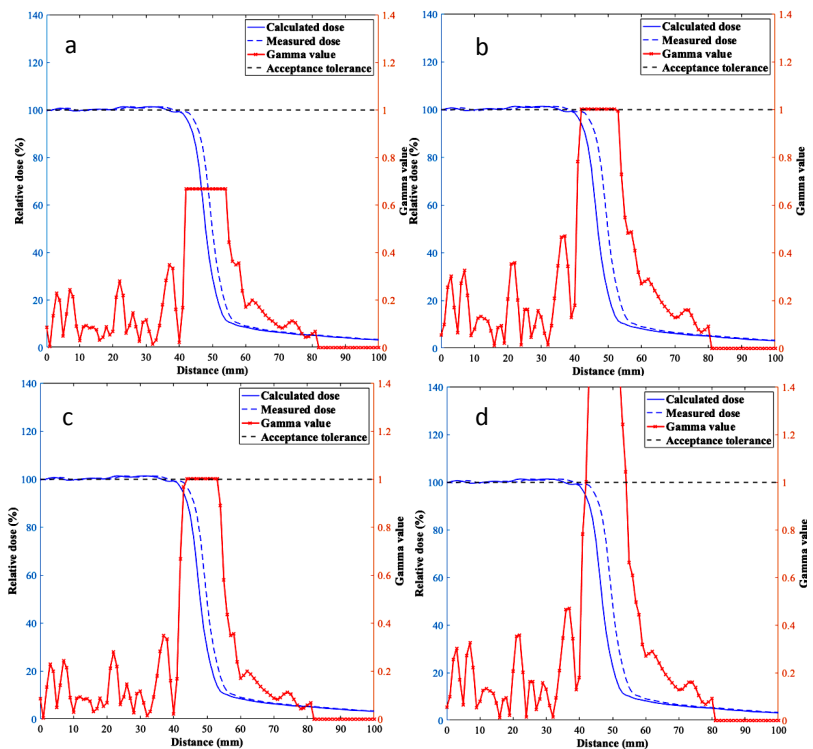 a
Calculated dose
Measured dose
Gamma value
Acceptance tolerance
140
120
100
80
60
40
20
0
Relative dose (%)
1.4
1.2
1
0.8
0.6
0.4
0.2
0
Gamma value
0 10 20 30 40 50 60 70 80 90 100
Distance (mm)
b
Calculated dose
Measured dose
Gamma value
Acceptance tolerance
140
120
100
80
60
40
20
0
Relative dose (%)
1.4
1.2
1
0.8
0.6
0.4
0.2
0
Gamma value
0 10 20 30 40 50 60 70 80 90 100
Distance (mm)
c
Calculated dose
Measured dose
Gamma value
Acceptance tolerance
140
120
100
80
60
40
20
0
Relative dose (%)
1.4
1.2
1
0.8
0.6
0.4
0.2
0
Gamma value
0 10 20 30 40 50 60 70 80 90 100
Distance (mm)
d
Calculated dose
Measured dose
Gamma value
Acceptance tolerance
140
120
100
80
60
40
20
0
Relative dose (%)
1.4
1.2
1
0.8
0.6
0.4
0.2
0
Gamma value
0 10 20 30 40 50 60 70 80 90 100
Distance (mm)